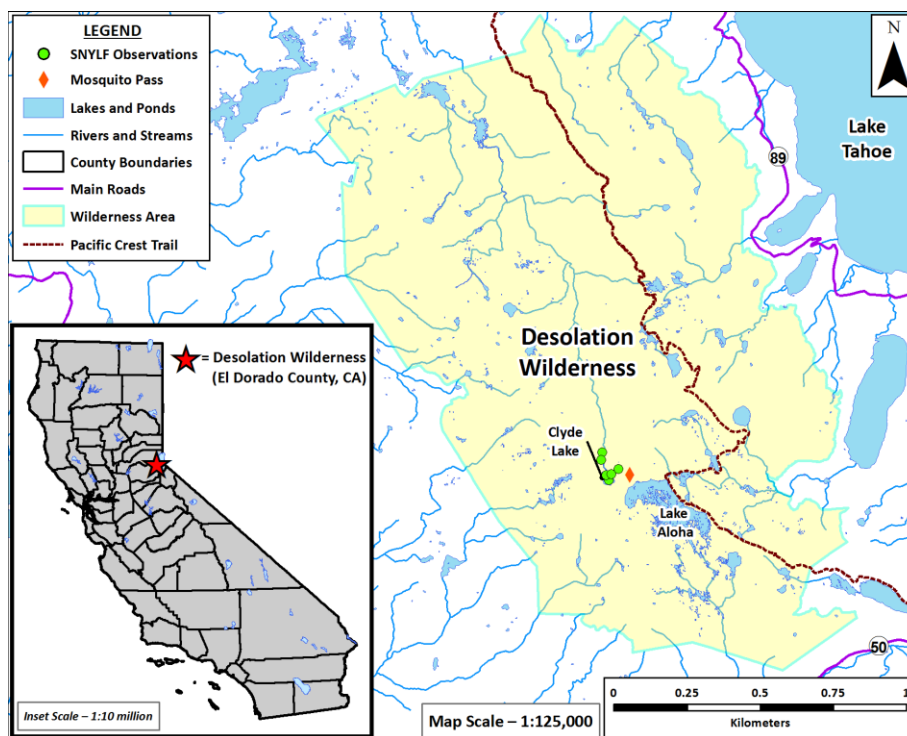 LEGEND
SNYLF Observations
Mosquito Pass
Lakes and Ponds
Rivers and Streams
County Boundaries
Main Roads
Wilderness Area
Pacific Crest Trail
N
Lake
Tahoe
89
Desolation
Wilderness
Clyde
Lake
Lake
Aloha
50
= Desolation Wilderness
(El Dorado County, CA)
Inset Scale – 1:10 million
Map Scale – 1:125,000
0 0.25 0.5 0.75 1
Kilometers